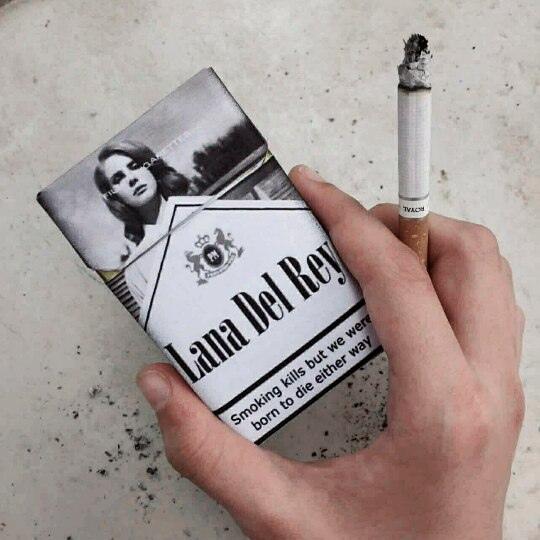 Lana Del Rey
Smoking kills but we were
born to die either way
ROYAL